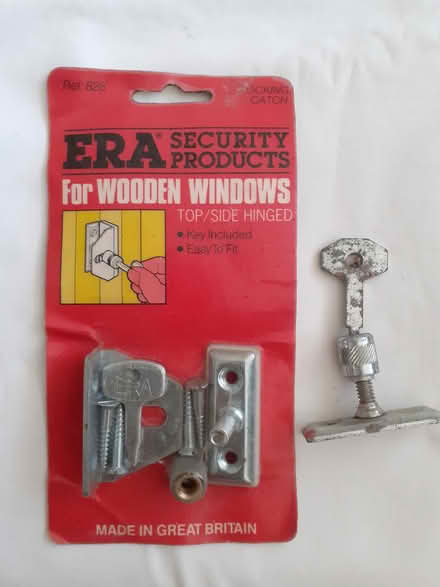 Ref: 825
LOCKING
CATCH
ERA® SECURITY
PRODUCTS
For WOODEN WINDOWS
TOP/SIDE HINGED
• Key Included
• Easy To Fit
ERA
MADE IN GREAT BRITAIN